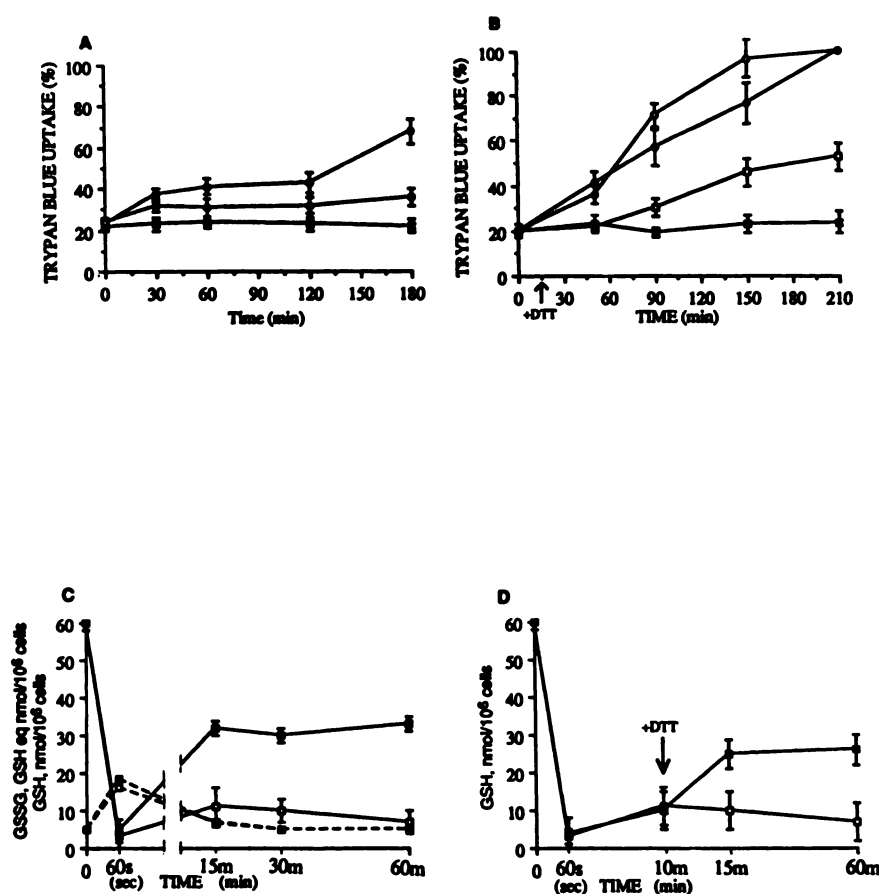 A
TRYPAN BLUE UPTAKE (%)
100
80
60
40
20
0
0 30 60 90 120 150 180
Time (min)
B
TRYPAN BLUE UPTAKE (%)
100
80
60
40
20
0
0 30 60 90 120 150 180 210
+DTT
TIME (min)
C
GSSG, GSH eq nmol/10⁶ cells
GSH, nmol/10⁶ cells
60
50
40
30
20
10
0
0 60s 15m 30m 60m
(sec) TIME (min)
D
GSH, nmol/10⁶ cells
60
50
40
30
20
10
0
+DTT
0 60s 10m 15m 60m
(sec) TIME (min)